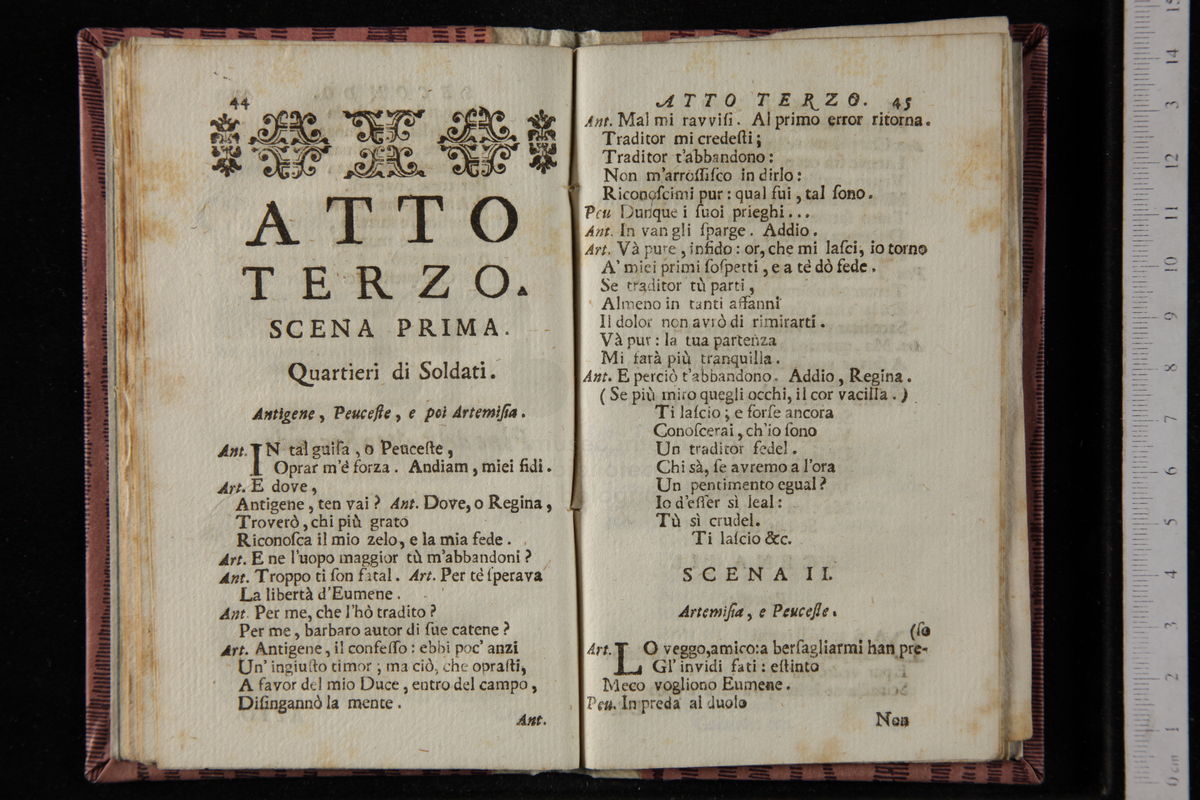 44
ATTO
TERZO.
SCENA PRIMA.
Quartieri di Soldati.
Antigene, Peuceſte, e poi Artemiſia.
Ant. IN tal guiſa, o Peuceſte,
Oprar m'è forza. Andiam, miei fidi.
Art. E dove,
Antigene, ten vai? Ant. Dove, o Regina,
Troverò, chi più grato
Riconoſca il mio zelo, e la mia fede.
Art. E ne l'uopo maggior tù m'abbandoni?
Ant. Troppo ti ſon fatal. Art. Per tè ſperava
La libertà d'Eumene.
Ant. Per me, che l'hò tradito?
Per me, barbaro autor di ſue catene?
Art. Antigene, il confeſſo: ebbi poc' anzi
Un' ingiuſto timor; ma ciò, che opraſti,
A favor del mio Duce, entro del campo,
Diſingannò la mente.
Ant.
ATTO TERZO. 45
Ant. Mal mi ravviſi. Al primo error ritorna.
Traditor mi credeſti;
Traditor t'abbandono:
Non m'arroſſiſco in dirlo:
Riconoſcimi pur: qual fui, tal ſono.
Peu Dunque i ſuoi prieghi...
Ant. In van gli ſparge. Addio.
Art. Và pure, infido: or, che mi laſci, io torno
A' miei primi ſoſpetti, e a tè dò fede.
Se traditor tù parti,
Almeno in tanti affanni
Il dolor non avrò di rimirarti.
Và pur: la tua partenza
Mi farà più tranquilla.
Ant. E perciò t'abbandono. Addio, Regina.
(Se più miro quegli occhi, il cor vacilla.)
Ti laſcio; e forſe ancora
Conoſcerai, ch'io ſono
Un traditor fedel.
Chi sà, ſe avremo a l'ora
Un pentimento egual?
Io d'eſſer sì leal:
Tù sì crudel.
Ti laſcio &c.
SCENA II.
Artemiſia, e Peuceſte.
(ſo
Art. LO veggo, amico: a berſagliarmi han pre-
Gl' invidi fati: eſtinto
Meco vogliono Eumene.
Peu. In preda al duolo
Non